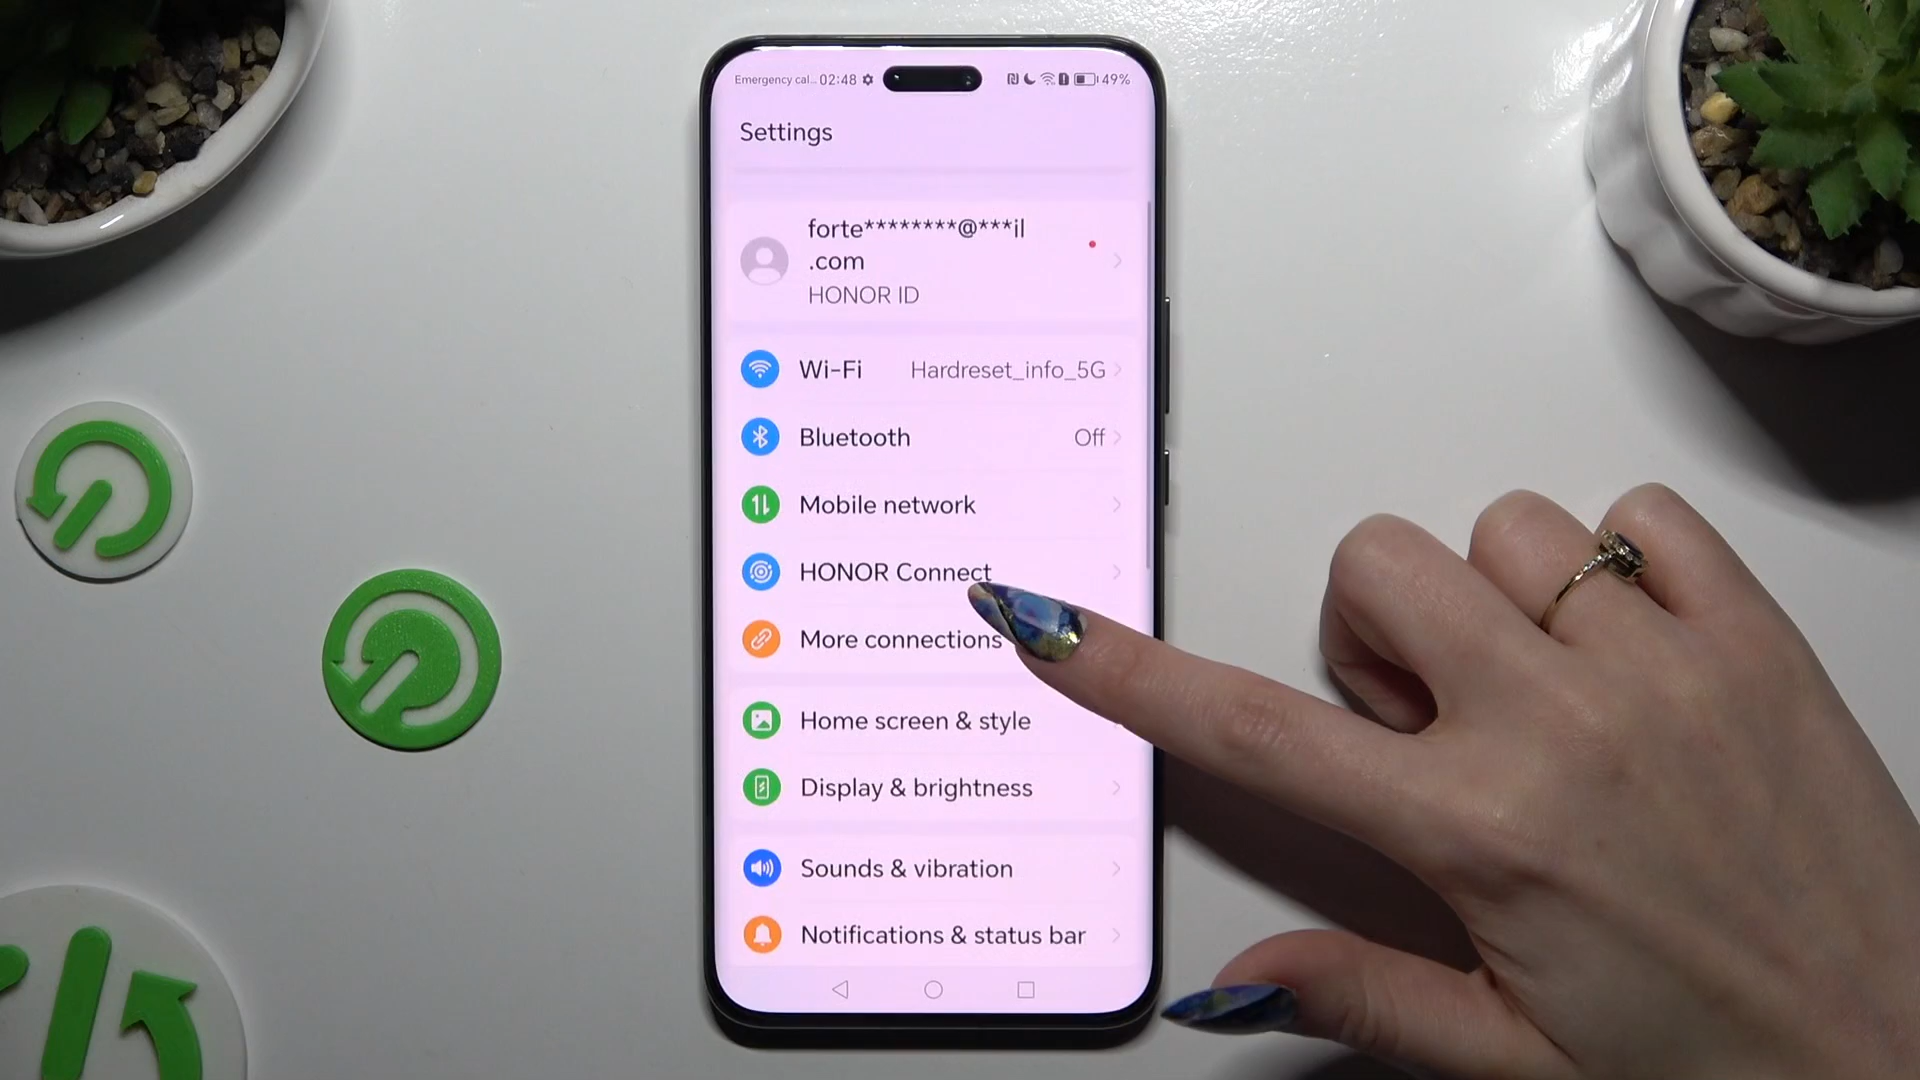 Emergency cal... 02:48 49%
Settings
forte********@***il
.com
HONOR ID
Wi-Fi Hardreset_info_5G
Bluetooth Off
Mobile network
HONOR Connect
More connections
Home screen & style
Display & brightness
Sounds & vibration
Notifications & status bar